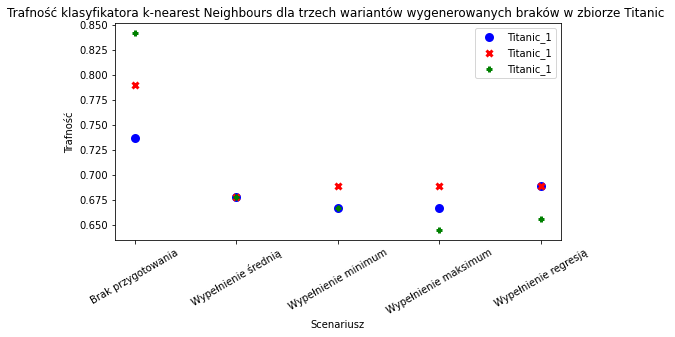 Trafność klasyfikatora k-nearest Neighbours dla trzech wariantów wygenerowanych braków w zbiorze Titanic
Titanic_1
Titanic_1
Titanic_1
Trafność
0.850
0.825
0.800
0.775
0.750
0.725
0.700
0.675
0.650
Brak przygotowania
Wypełnienie średnią
Wypełnienie minimum
Wypełnienie maksimum
Wypełnienie regresją
Scenariusz